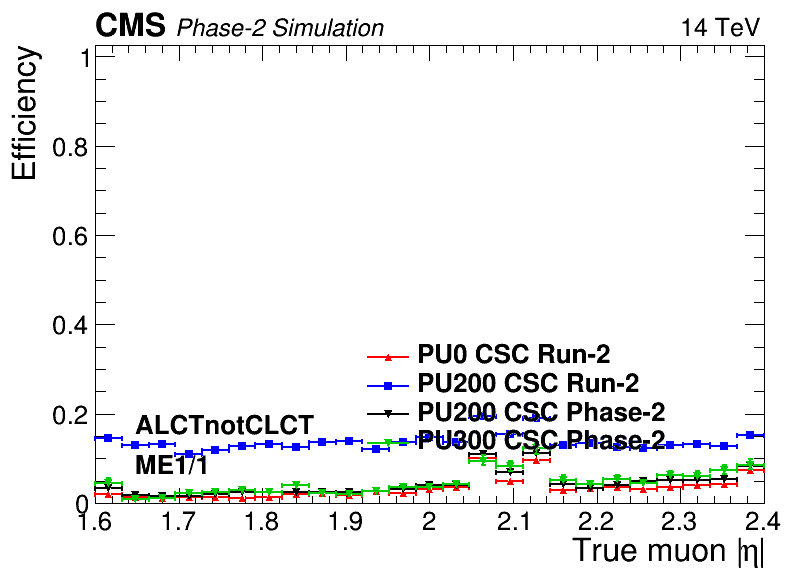 CMS Phase-2 Simulation 14 TeV
Efficiency
1
0.8
0.6
0.4
0.2
0
PU0 CSC Run-2
PU200 CSC Run-2
PU200 CSC Phase-2
PU300 CSC Phase-2
ALCTnotCLCT
ME1/1
1.6 1.7 1.8 1.9 2 2.1 2.2 2.3 2.4
True muon |η|